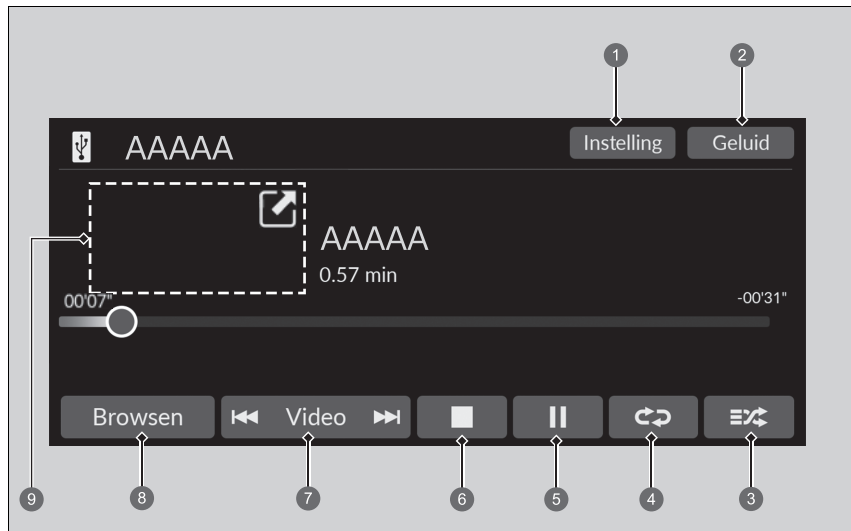 1 2
AAAAA Instelling Geluid
AAAAA
0.57 min
00'07" -00'31"
Browsen Video
9 8 7 6 5 4 3